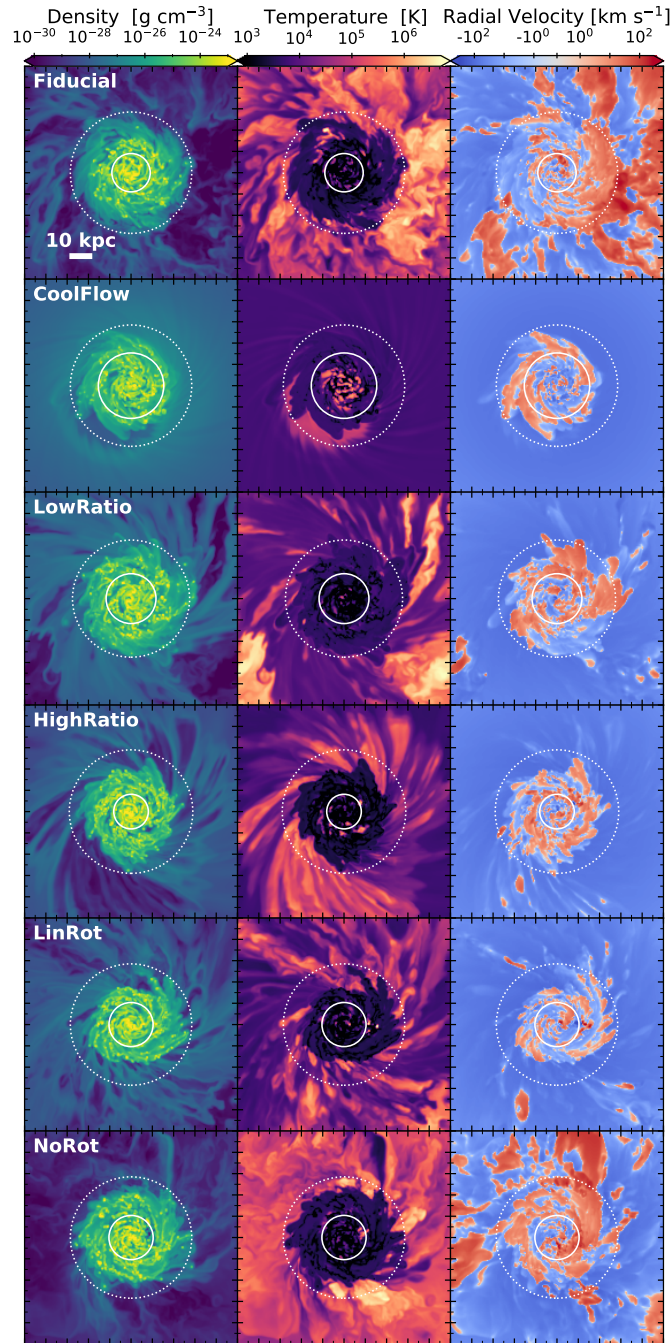 Density [g cm⁻³] Temperature [K] Radial Velocity [km s⁻¹]
10⁻³⁰ 10⁻²⁸ 10⁻²⁶ 10⁻²⁴ 10³ 10⁴ 10⁵ 10⁶ -10² -10⁰ 10⁰ 10²
Fiducial
10 kpc
CoolFlow
LowRatio
HighRatio
LinRot
NoRot